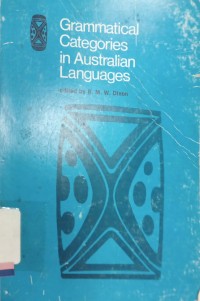 Grammatical
Categories
in Australian
Languages
edited by R. M. W. Dixon